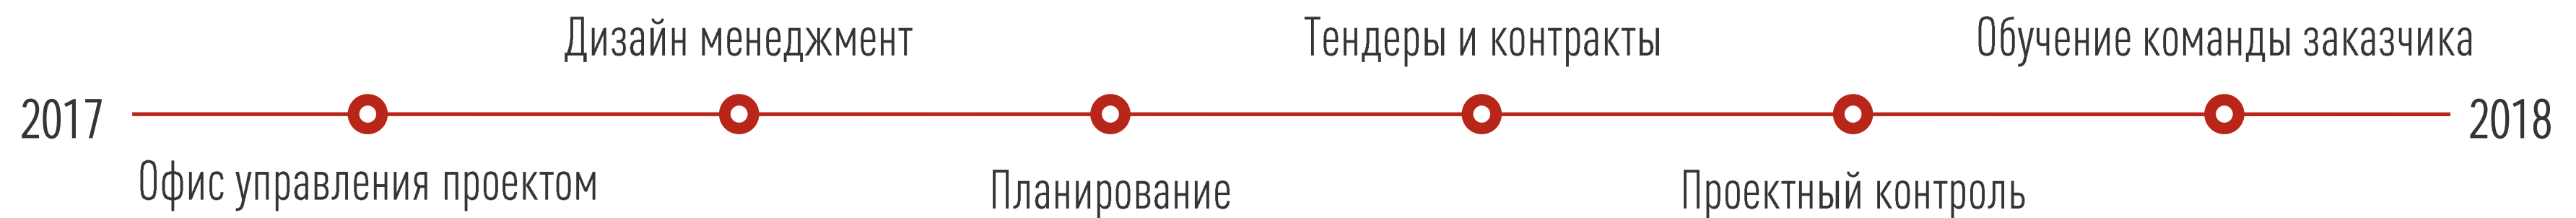 Дизайн менеджмент
Тендеры и контракты
Обучение команды заказчика
2017
2018
Офис управления проектом
Планирование
Проектный контроль